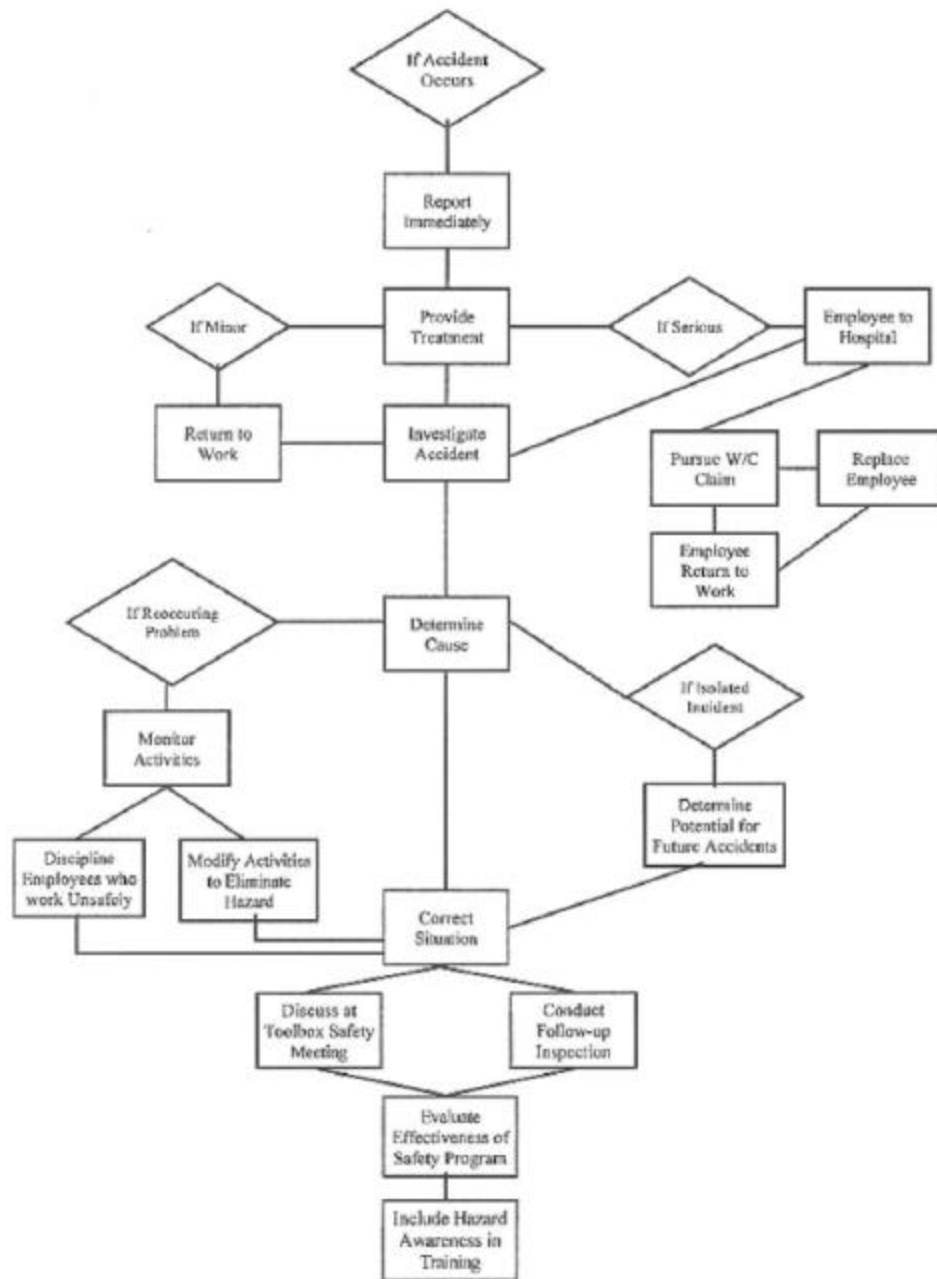 If Accident
Occurs
Report
Immediately
If Minor
Provide
Treatment
If Serious
Employee to
Hospital
Return to
Work
Investigate
Accident
Pursue W/C
Claim
Replace
Employee
Employee
Return to
Work
If Reoccuring
Problem
Determine
Cause
If Isolated
Incident
Monitor
Activities
Determine
Potential for
Future Accidents
Discipline
Employees who
work Unsafely
Modify Activities
to Eliminate
Hazard
Correct
Situation
Discuss at
Toolbox Safety
Meeting
Conduct
Follow-up
Inspection
Evaluate
Effectiveness of
Safety Program
Include Hazard
Awareness in
Training